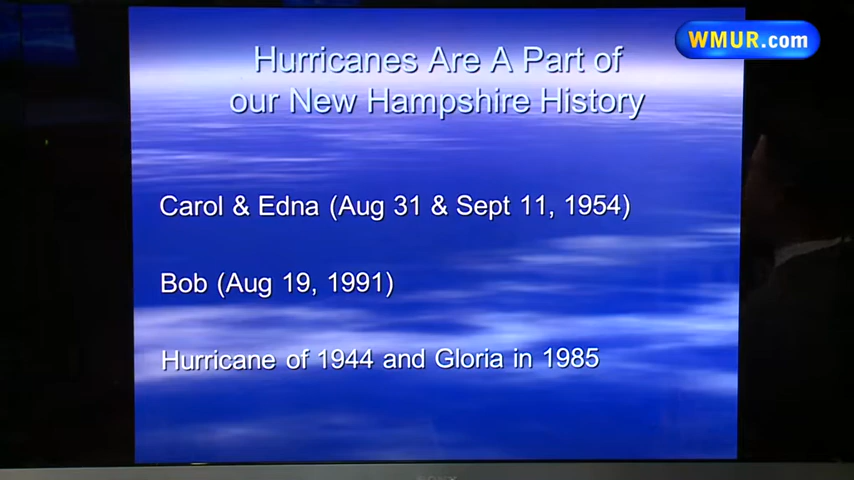 WMUR.com
Hurricanes Are A Part of
our New Hampshire History
Carol & Edna (Aug 31 & Sept 11, 1954)
Bob (Aug 19, 1991)
Hurricane of 1944 and Gloria in 1985